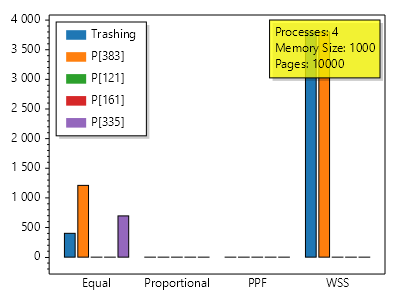 4 000
3 500
3 000
2 500
2 000
1 500
1 000
500
0
Trashing
P[383]
P[121]
P[161]
P[335]
Processes: 4
Memory Size: 1000
Pages: 10000
Equal
Proportional
PPF
WSS